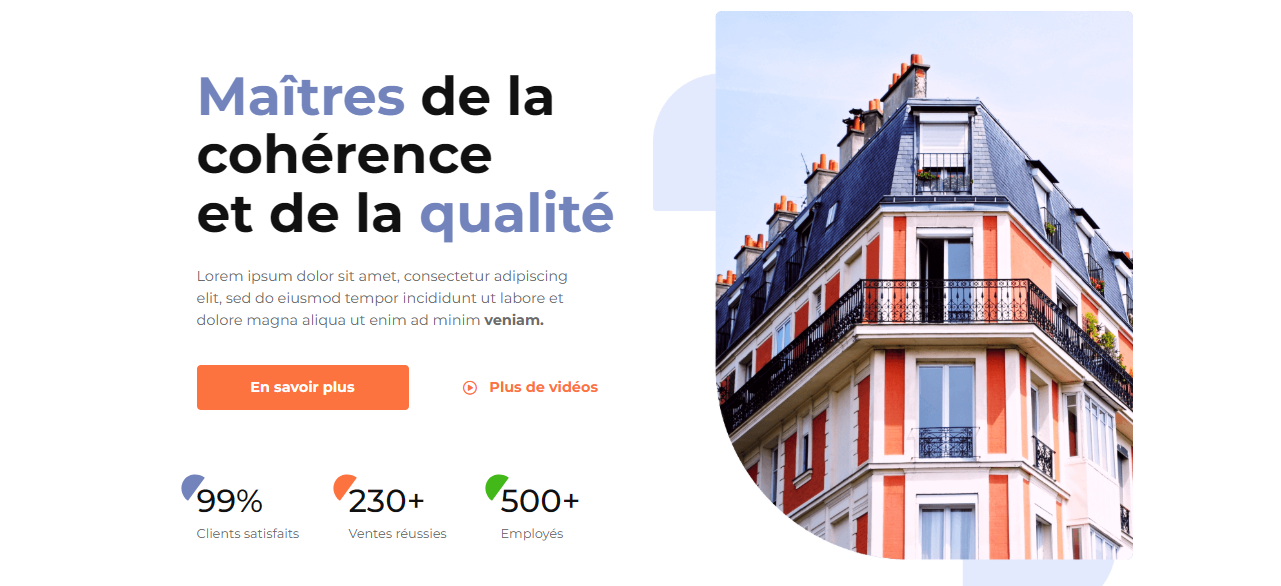 Maîtres de la
cohérence
et de la qualité
Lorem ipsum dolor sit amet, consectetur adipiscing
elit, sed do eiusmod tempor incididunt ut labore et
dolore magna aliqua ut enim ad minim veniam.
En savoir plus
Plus de vidéos
99%
Clients satisfaits
230+
Ventes réussies
500+
Employés